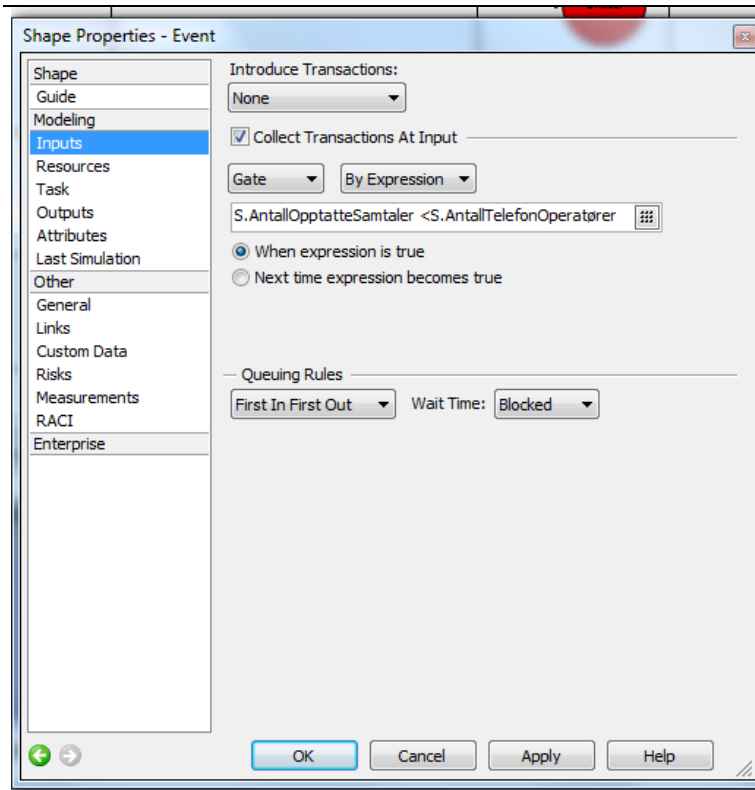 Shape Properties - Event
Shape
Guide
Modeling
Inputs
Resources
Task
Outputs
Attributes
Last Simulation
Other
General
Links
Custom Data
Risks
Measurements
RACI
Enterprise
Introduce Transactions:
None
Collect Transactions At Input
Gate By Expression
S.AntallOpptatteSamtaler <S.AntallTelefonOperatører
When expression is true
Next time expression becomes true
Queuing Rules
First In First Out Wait Time: Blocked
OK Cancel Apply Help